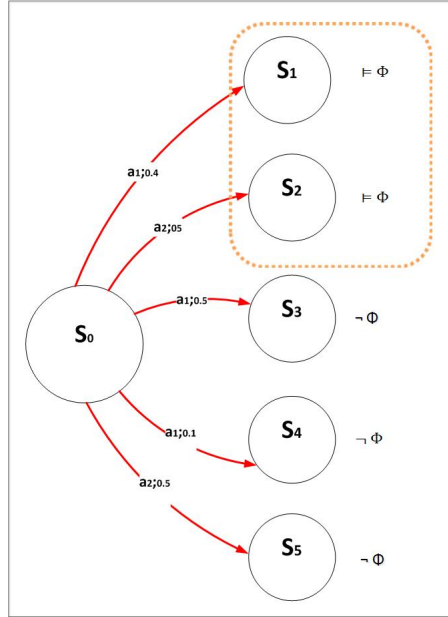 S1 ⊨ Φ
a1;0.4
S2 ⊨ Φ
a2;05
a1;0.5
S3 ¬ Φ
S0
a1;0.1
S4 ¬ Φ
a2;0.5
S5 ¬ Φ